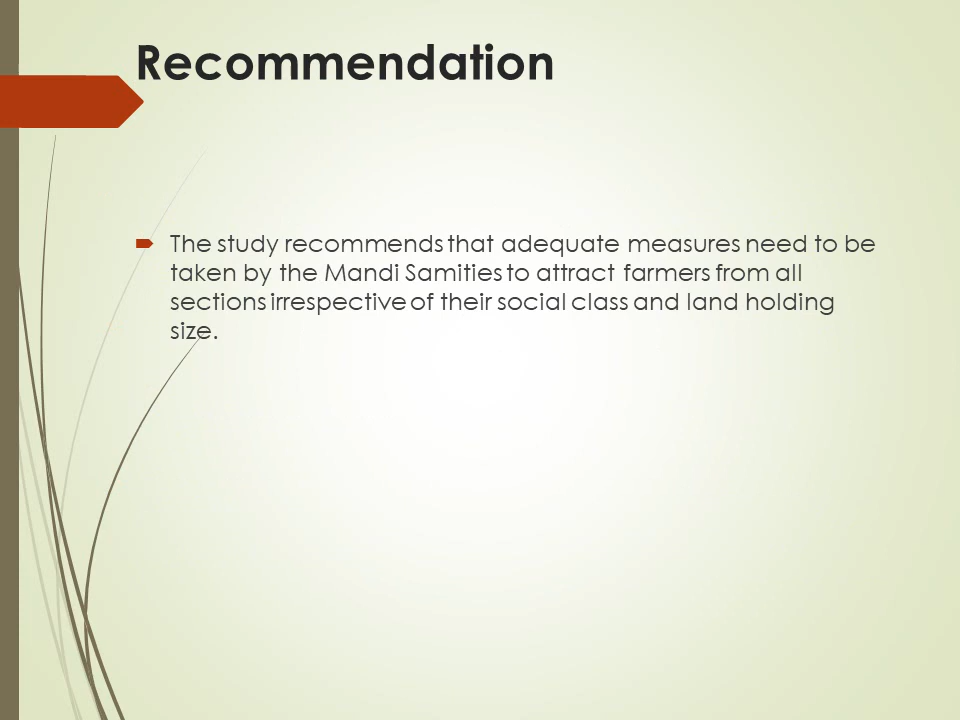 Recommendation
The study recommends that adequate measures need to be
taken by the Mandi Samities to attract farmers from all
sections irrespective of their social class and land holding
size.